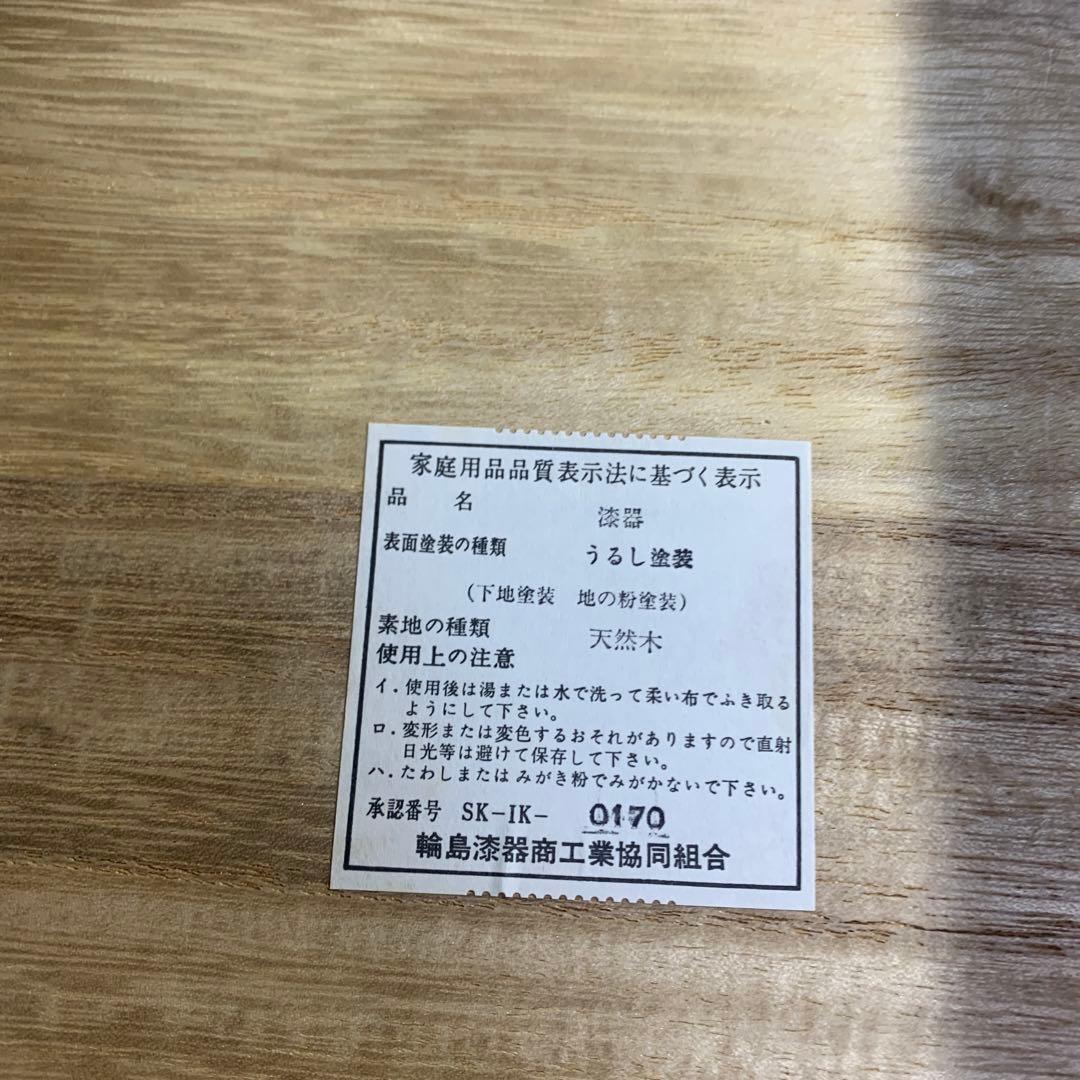 家庭用品品質表示法に基づく表示
品　名　漆器
表面塗装の種類　うるし塗装
（下地塗装　地の粉塗装）
素地の種類　天然木
使用上の注意
イ．使用後は湯または水で洗って柔い布でふき取る
ようにして下さい。
ロ．変形または変色するおそれがありますので直射
日光等は避けて保存して下さい。
ハ．たわしまたはみがき粉でみがかないで下さい。
承認番号 SK−IK− 0170
輪島漆器商工業協同組合